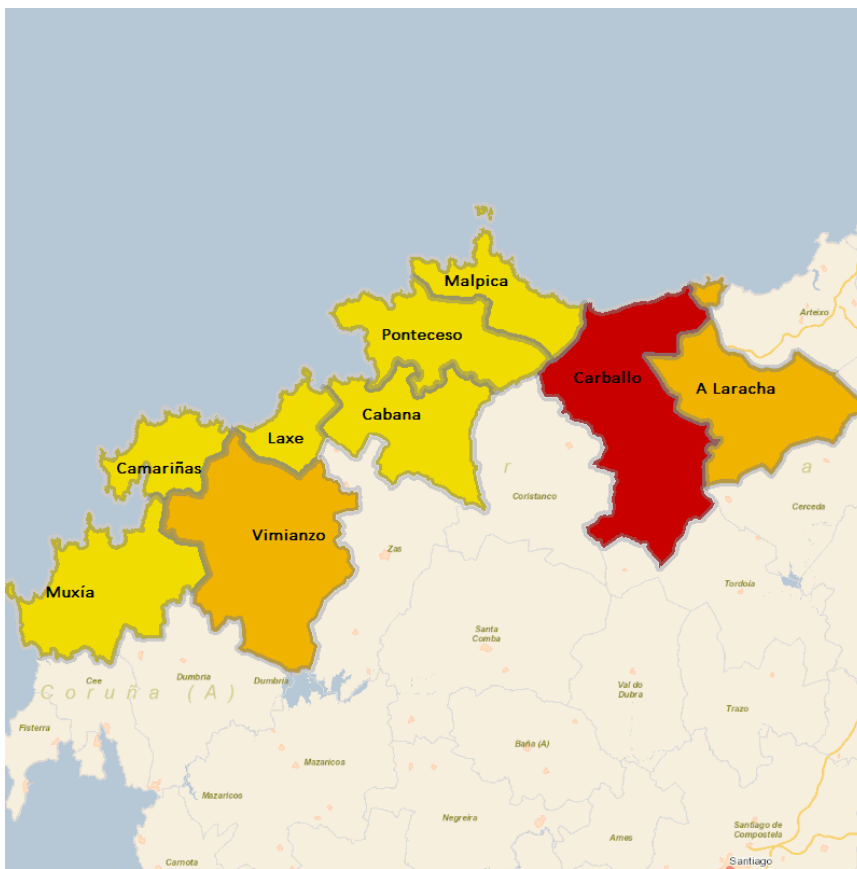 Malpica
Arteixo
Ponteceso
Carballo
A Laracha
Cabana
Laxe
Camariñas
r
a
Coristanco
Cerceda
Vimianzo
Zas
Tordoia
Muxía
Santa
Comba
Cee
Dumbría
Dumbría
Val do
Dubra
Coruña (A)
Trazo
Fisterra
Baña (A)
Mazaricos
Mazaricos
Negreira
Santiago de
Compostela
Ames
Carnota
Santiago